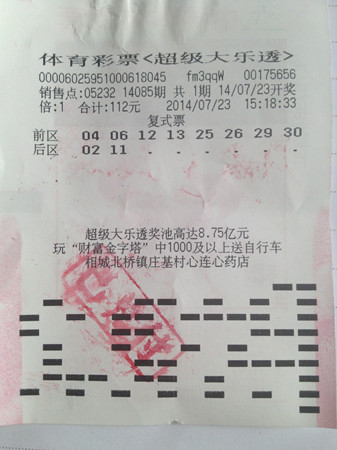 体育彩票<超级大乐透>
00006025951000618045 fm3qqW 00175656
销售点:05232 14085期 共 1期 14/07/23开奖
倍:1 合计:112元 2014/07/23 15:18:33
复式票
前区 04 06 12 13 25 26 29 30
后区 02 11 - - - - - -
超级大乐透奖池高达8.75亿元
玩“财富金字塔”中1000及以上送自行车
相城北桥镇庄基村心连心药店
已兑付